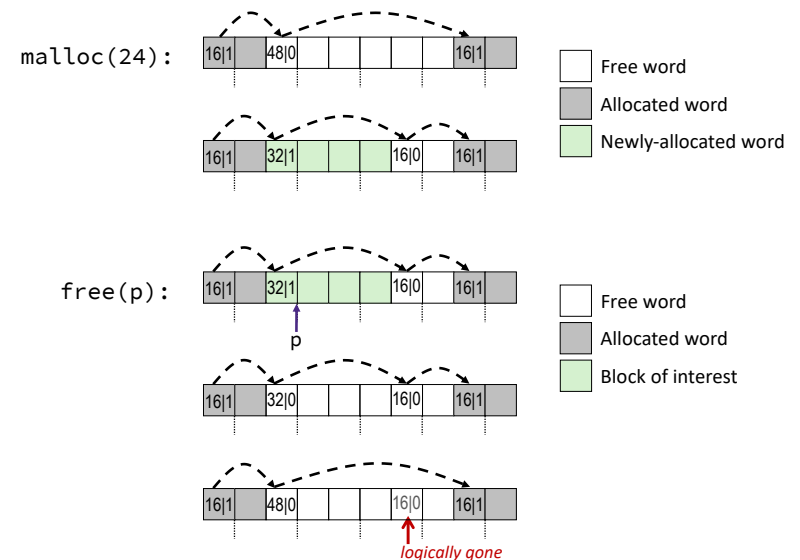 malloc(24):
16|1 48|0 16|1
Free word
Allocated word
Newly-allocated word
16|1 32|1 16|0 16|1
free(p):
16|1 32|1 16|0 16|1
p
Free word
Allocated word
Block of interest
16|1 32|0 16|0 16|1
16|1 48|0 16|0 16|1
logically gone